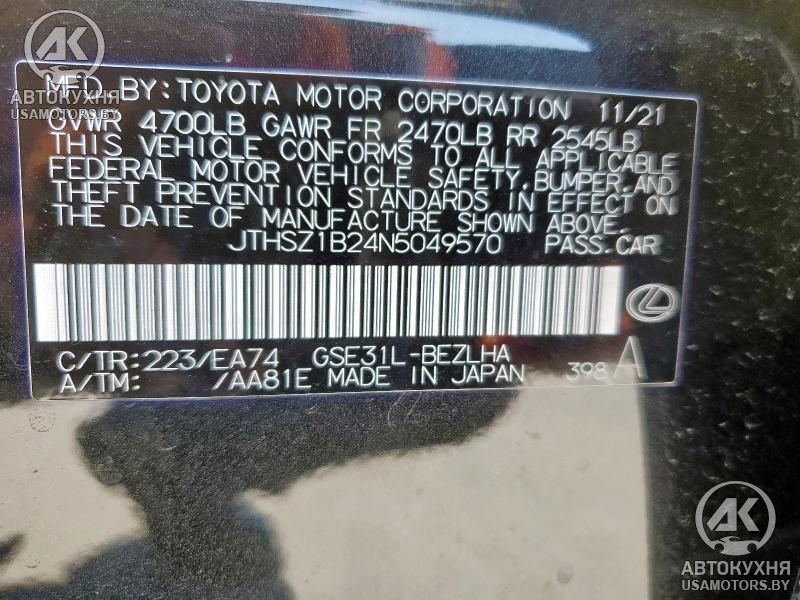 MFD BY: TOYOTA MOTOR CORPORATION 11/21
GVWR 4700LB GAWR FR 2470LB RR 2545LB
THIS VEHICLE CONFORMS TO ALL APPLICABLE
FEDERAL MOTOR VEHICLE SAFETY, BUMPER, AND
THEFT PREVENTION STANDARDS IN EFFECT ON
THE DATE OF MANUFACTURE SHOWN ABOVE.
JTHSZ1B24N5049570 PASS.CAR
C/TR:223/EA74 GSE31L-BEZLHA
A/TM: /AA81E MADE IN JAPAN 398 A
АК
АВТОКУХНЯ
USAMOTORS.BY
АК
АВТОКУХНЯ
USAMOTORS.BY